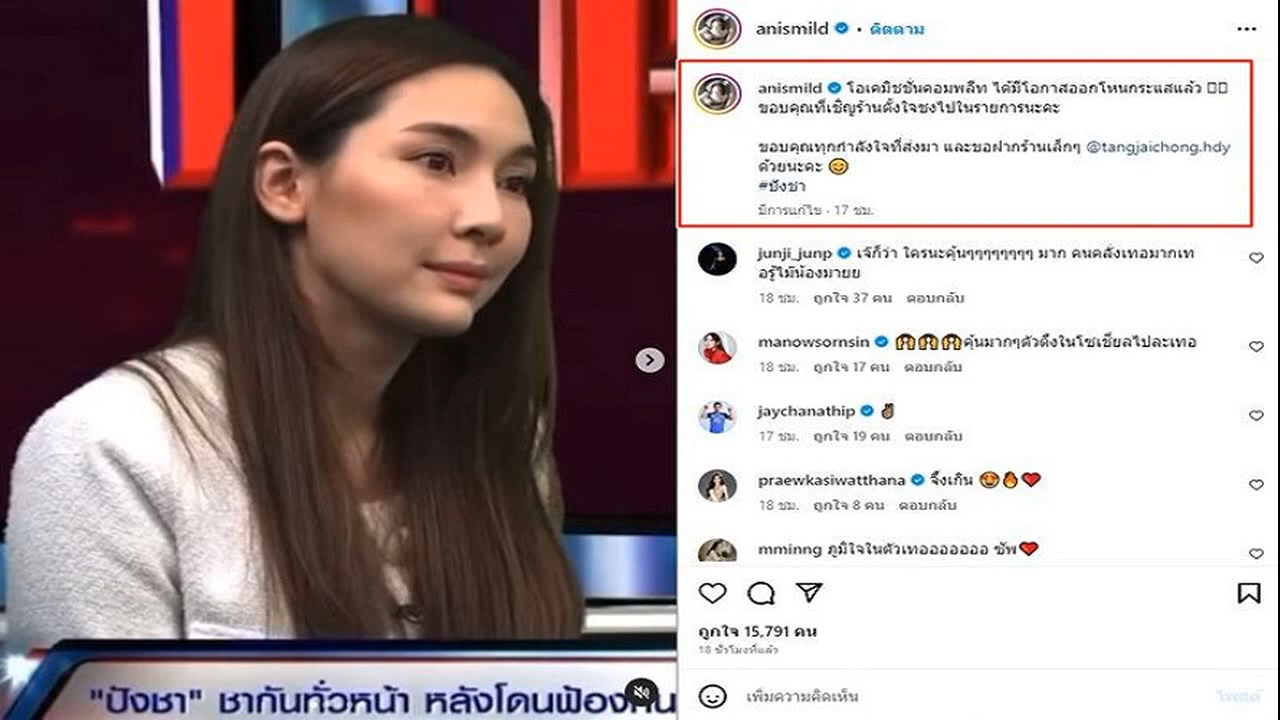 anismild • ติดตาม
anismild โอเคมิชชั่นคอมพลีท ได้มีโอกาสออกโหนกระแสแล้ว
ขอบคุณที่เชิญร้านตั้งใจชงไปในรายการนะคะ
ขอบคุณทุกกำลังใจที่ส่งมา และขอฝากร้านเล็กๆ @tangjaichong.hdy
ด้วยนะคะ 😊
#ปังชา
มีการแก้ไข · 17 ชม.
junji_junp เจ้ก็ว่า ใครนะคุ้นๆๆๆๆๆๆๆๆ มาก คนคลั่งเทอมากเท
อรู้ไม้น้องมายย
18 ชม. ถูกใจ 37 คน ตอบกลับ
manowsornsin 🙆🙆🙆คุ้นมากๆตัวตึงในโซเชี่ยลไปละเทอ
18 ชม. ถูกใจ 17 คน ตอบกลับ
jaychanathip ✌🏾
17 ชม. ถูกใจ 19 คน ตอบกลับ
praewkasiwatthana จึ้งเกิน 🤩🔥❤️
18 ชม. ถูกใจ 8 คน ตอบกลับ
mminng ภูมิใจในตัวเทอออออออ ซัพ❤️
ถูกใจ 15,791 คน
18 ชั่วโมงที่แล้ว
เพิ่มความคิดเห็น
โพสต์
"ปังชา" ชากันทั่วหน้า หลังโดนฟ้อง